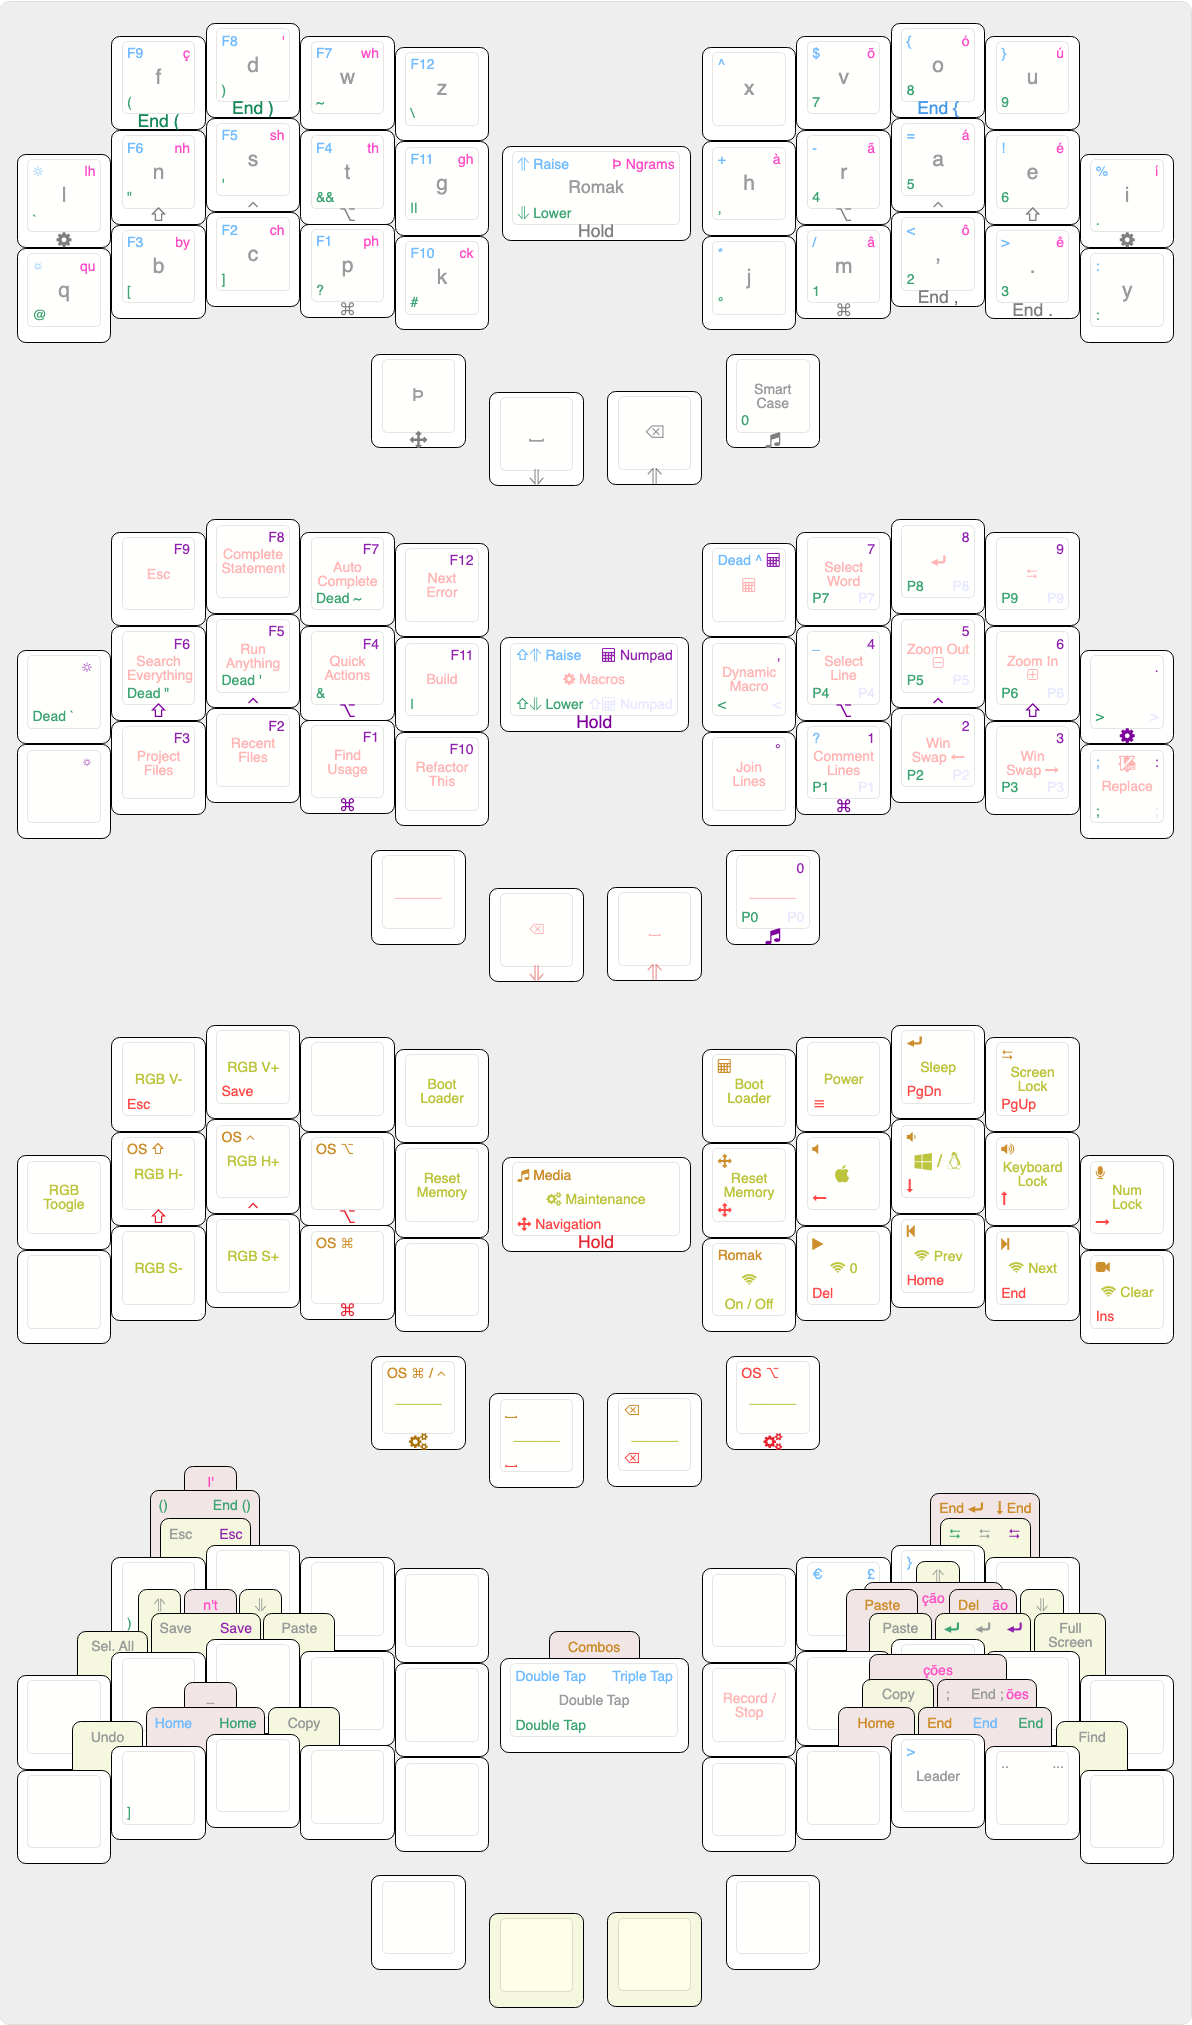 F9 ç
f
(
End (
F8 '
d
)
End )
F7 wh
w
~
F12
z
\
^
x
$ õ
v
7
{ ó
o
8
End {
} ú
u
9
lh
l
`
F6 nh
n
"
⇧
F5 sh
s
'
^
F4 th
t
&&
⌥
F11 gh
g
||
⇑ Raise Þ Ngrams
Romak
⇓ Lower
Hold
+ à
h
,
- ã
r
4
⌥
= á
a
5
^
! é
e
6
⇧
% í
i
.
qu
q
@
F3 by
b
[
F2 ch
c
]
F1 ph
p
?
⌘
F10 ck
k
#
*
j
°
/ â
m
1
⌘
< ô
,
2
End ,
> ê
.
3
End .
:
y
:
Þ
⇓
⌫
⇑
Smart
Case
0
F9
Esc
F8
Complete
Statement
F7
Auto
Complete
Dead ~
F12
Next
Error
Dead ^
7
Select
Word
P7 P7
8
P8 P8
9
P9 P9
Dead `
F6
Search
Everything
Dead "
⇧
F5
Run
Anything
Dead '
^
F4
Quick
Actions
&
⌥
F11
Build
|
⇧⇑ Raise Numpad
Macros
⇧⇓ Lower ⇧ Numpad
Hold
,
Dynamic
Macro
< <
_ 4
Select
Line
P4 P4
⌥
5
Zoom Out
P5 P5
^
6
Zoom In
P6 P6
⇧
.
> >
F3
Project
Files
F2
Recent
Files
F1
Find
Usage
⌘
F10
Refactor
This
°
Join
Lines
? 1
Comment
Lines
P1 P1
⌘
2
Win
Swap ←
P2 P2
3
Win
Swap →
P3 P3
; :
Replace
; ;
⌫
⇓
⇑
0
P0 P0
RGB V-
Esc
RGB V+
Save
Boot
Loader
Boot
Loader
Power
≡
Sleep
PgDn
Screen
Lock
PgUp
RGB
Toogle
OS ⇧
RGB H-
⇧
OS ^
RGB H+
^
OS ⌥
⌥
Reset
Memory
Media
Maintenance
Navigation
Hold
Reset
Memory
←
/
↓
Keyboard
Lock
↑
Num
Lock
→
RGB S-
RGB S+
OS ⌘
⌘
Romak
On / Off
0
Del
Prev
Home
Next
End
Clear
Ins
OS ⌘ / ^
⌫
⌫
OS ⌥
I'
() End ()
Esc Esc
)
⇑ n't ⇓
Save Save
Paste
Sel. All
_
Home Home
Copy
Undo
]
Combos
Double Tap Triple Tap
Double Tap
Double Tap
End ↵ ↓ End
€ £
}
⇑
ção
Paste
Del ão
⇓
Paste
Full
Screen
Record /
Stop
ções
Copy
; End ; ões
Home
End End End
Find
>
Leader
.. ...